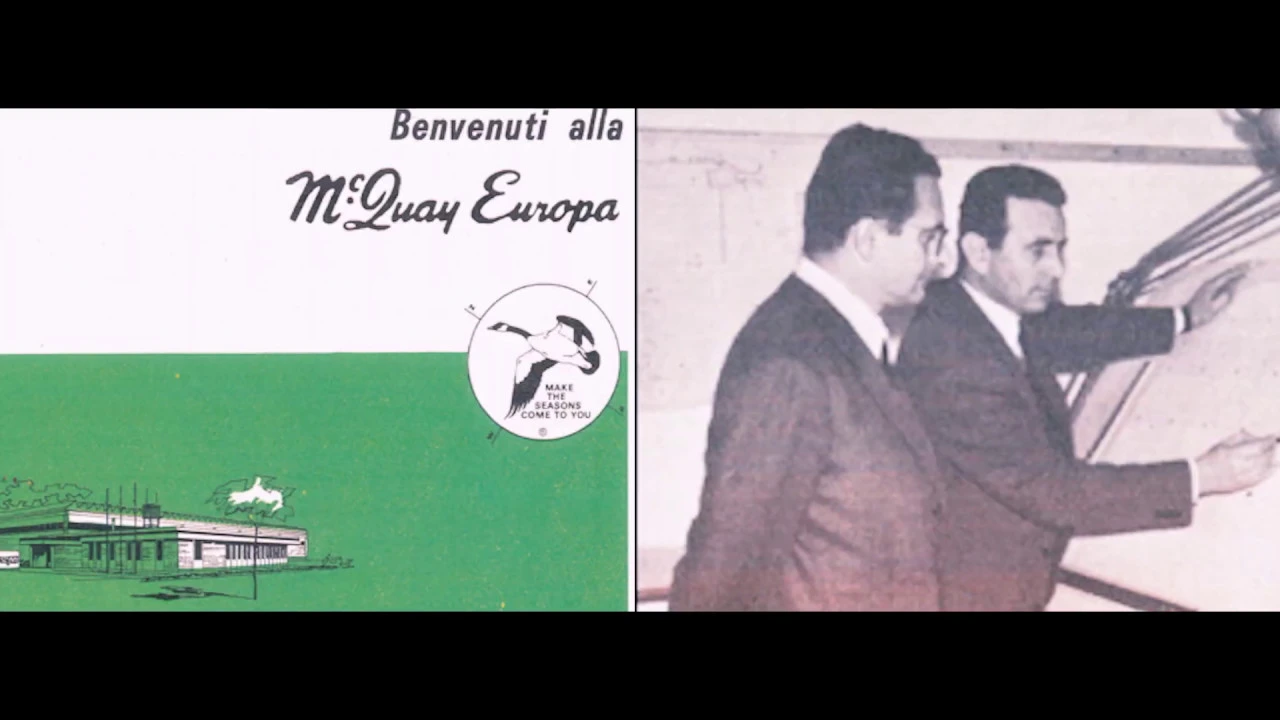 Benvenuti alla
McQuay Europa
MAKE
THE
SEASONS
COME TO YOU
®